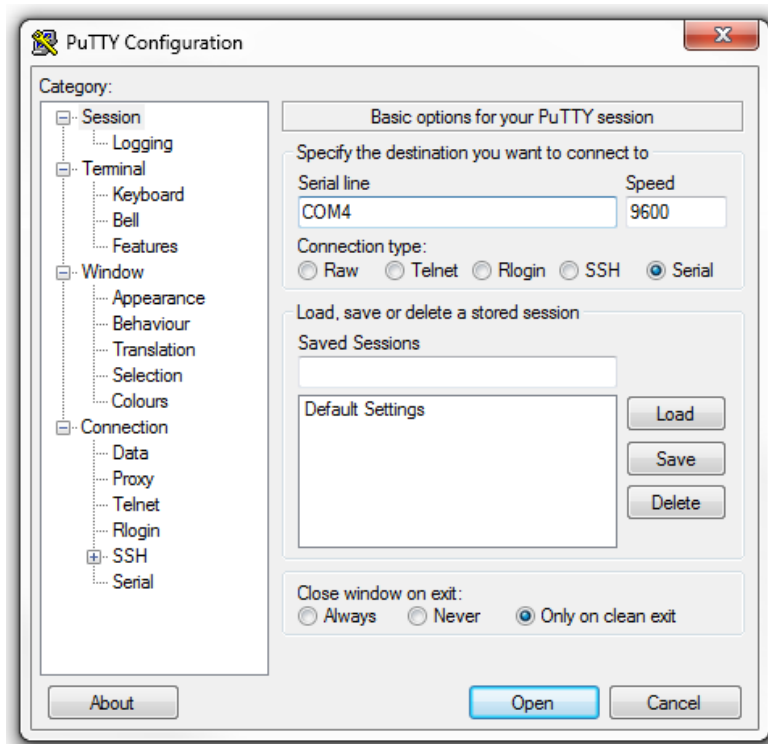 PuTTY Configuration
X
Category:
Session
Logging
Terminal
Keyboard
Bell
Features
Window
Appearance
Behaviour
Translation
Selection
Colours
Connection
Data
Proxy
Telnet
Rlogin
SSH
Serial
Basic options for your PuTTY session
Specify the destination you want to connect to
Serial line Speed
COM4 9600
Connection type:
Raw Telnet Rlogin SSH Serial
Load, save or delete a stored session
Saved Sessions
Default Settings
Load
Save
Delete
Close window on exit:
Always Never Only on clean exit
About Open Cancel